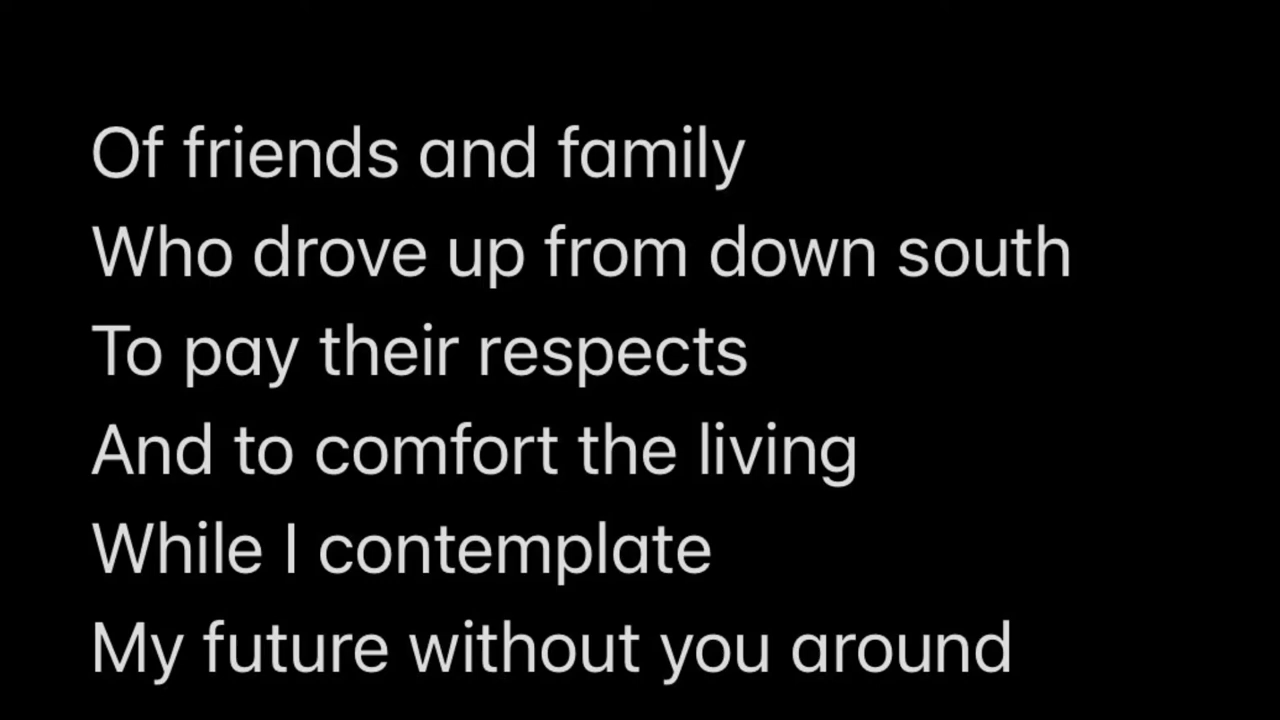 Of friends and family
Who drove up from down south
To pay their respects
And to comfort the living
While I contemplate
My future without you around